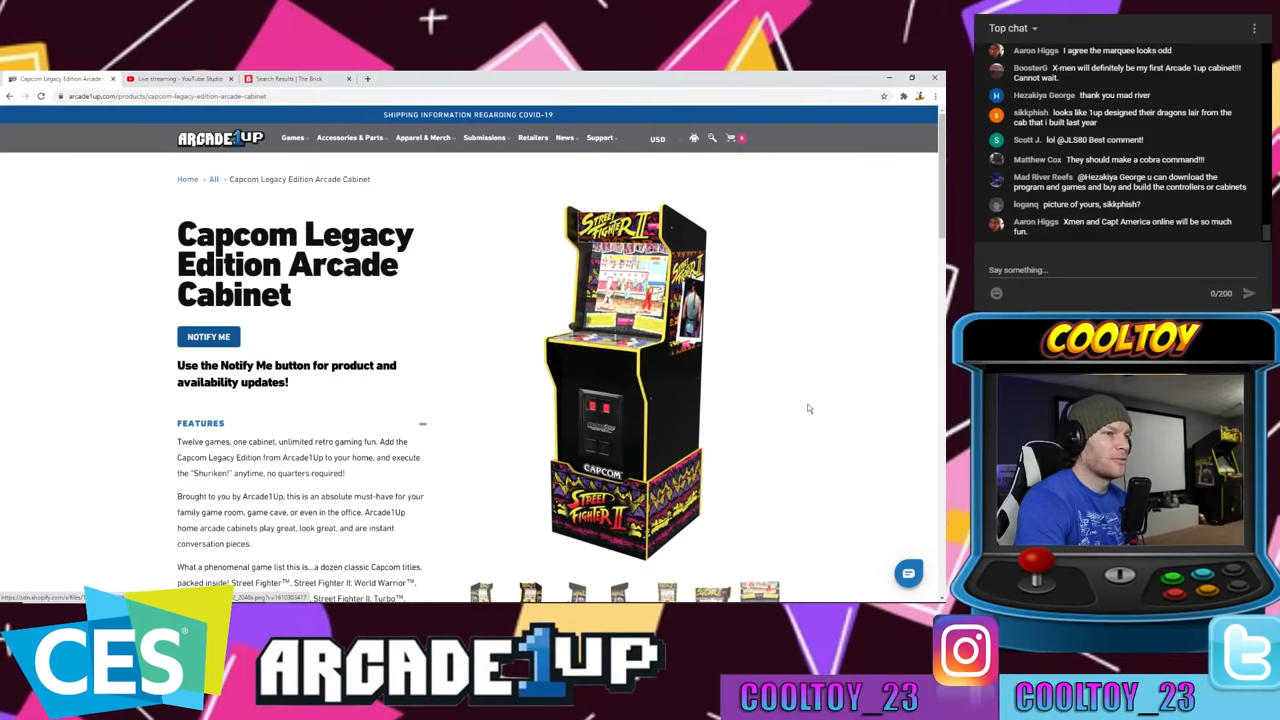 Capcom Legacy Edition Arcade
Live streaming - YouTube Studio
Search Results | The Brick
arcade1up.com/products/capcom-legacy-edition-arcade-cabinet
SHIPPING INFORMATION REGARDING COVID-19
ARCADE1UP
Games
Accessories & Parts
Apparel & Merch
Submissions
Retailers
News
Support
USD
0
Home > All > Capcom Legacy Edition Arcade Cabinet
Capcom Legacy
Edition Arcade
Cabinet
NOTIFY ME
Use the Notify Me button for product and
availability updates!
FEATURES
Twelve games, one cabinet, unlimited retro gaming fun. Add the
Capcom Legacy Edition from Arcade1Up to your home, and execute
the “Shuriken!” anytime, no quarters required!
Brought to you by Arcade1Up, this is an absolute must-have for your
family game room, game cave, or even in the office. Arcade1Up
home arcade cabinets play great, look great, and are instant
conversation pieces.
What a phenomenal game list this is...a dozen classic Capcom titles,
packed inside! Street Fighter™, Street Fighter II: World Warrior™,
, Street Fighter II: Turbo™,
STREET
FIGHTER II
STREET
FIGHTER II
CAPCOM
STREET
FIGHTER II
Top chat
Aaron Higgs I agree the marquee looks odd
BoosterG X-men will definitely be my first Arcade 1up cabinet!!!
Cannot wait.
Hezakiya George thank you mad river
sikkphish looks like 1up designed their dragons lair from the
cab that i built last year
Scott J. lol @JLS80 Best comment!
Matthew Cox They should make a cobra command!!!
Mad River Reefs @Hezakiya George u can download the
program and games and buy and build the controllers or cabinets
loganq picture of yours, sikkphish?
Aaron Higgs Xmen and Capt America online will be so much
fun.
Say something...
0/200
COOLTOY
CES®
ARCADE1UP
COOLTOY_23
COOLTOY_23